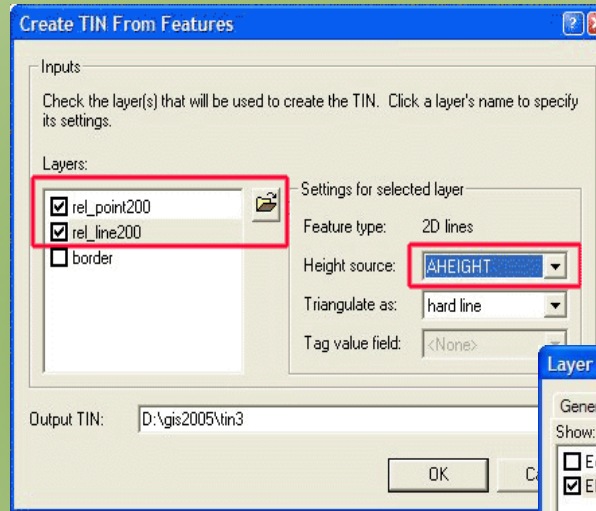 Create TIN From Features
Inputs
Check the layer(s) that will be used to create the TIN. Click a layer's name to specify
its settings.
Layers:
rel_point200
rel_line200
border
Settings for selected layer
Feature type: 2D lines
Height source: AHEIGHT
Triangulate as: hard line
Tag value field: <None>
Output TIN: D:\gis2005\tin3
OK
Layer
Show: